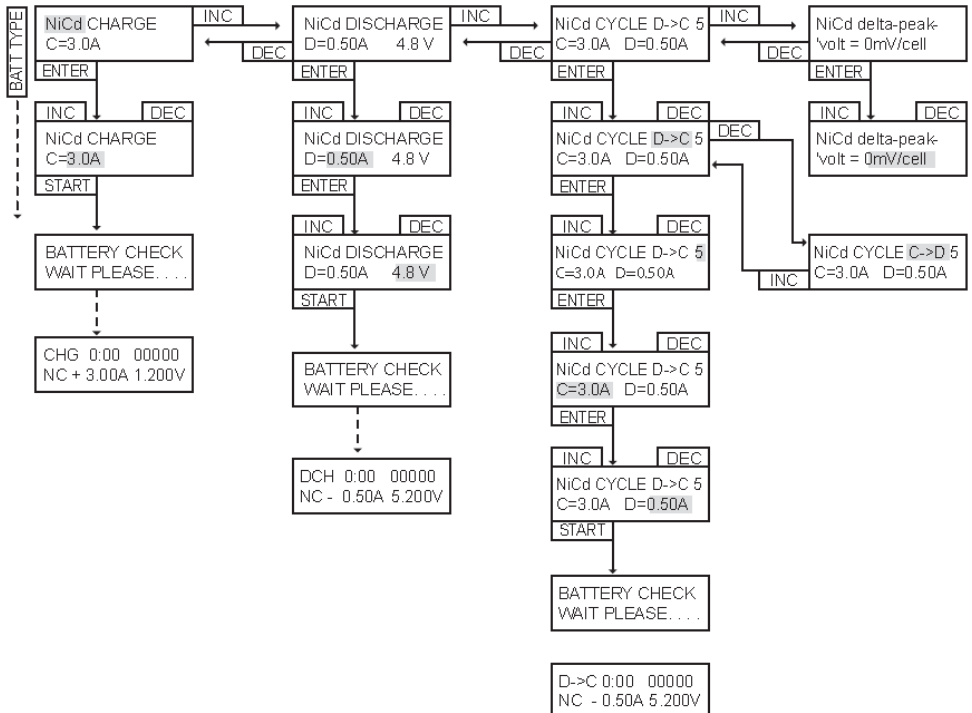 BATT TYPE
NiCd CHARGE
C=3.0A
INC
DEC
NiCd DISCHARGE
D=0.50A 4.8 V
INC
DEC
NiCd CYCLE D->C 5
C=3.0A D=0.50A
INC
DEC
NiCd delta-peak-
'volt = 0mV/cell
ENTER
ENTER
ENTER
ENTER
INC DEC
NiCd CHARGE
C=3.0A
START
INC DEC
NiCd DISCHARGE
D=0.50A 4.8 V
ENTER
INC DEC
NiCd CYCLE D->C 5
C=3.0A D=0.50A
ENTER
DEC
INC DEC
NiCd delta-peak-
'volt = 0mV/cell
BATTERY CHECK
WAIT PLEASE. . . .
INC DEC
NiCd DISCHARGE
D=0.50A 4.8 V
START
INC DEC
NiCd CYCLE D->C 5
C=3.0A D=0.50A
ENTER
INC
NiCd CYCLE C->D 5
C=3.0A D=0.50A
CHG 0:00 00000
NC + 3.00A 1.200V
BATTERY CHECK
WAIT PLEASE. . . .
INC DEC
NiCd CYCLE D->C 5
C=3.0A D=0.50A
ENTER
DCH 0:00 00000
NC - 0.50A 5.200V
INC DEC
NiCd CYCLE D->C 5
C=3.0A D=0.50A
START
BATTERY CHECK
WAIT PLEASE. . . .
D->C 0:00 00000
NC - 0.50A 5.200V